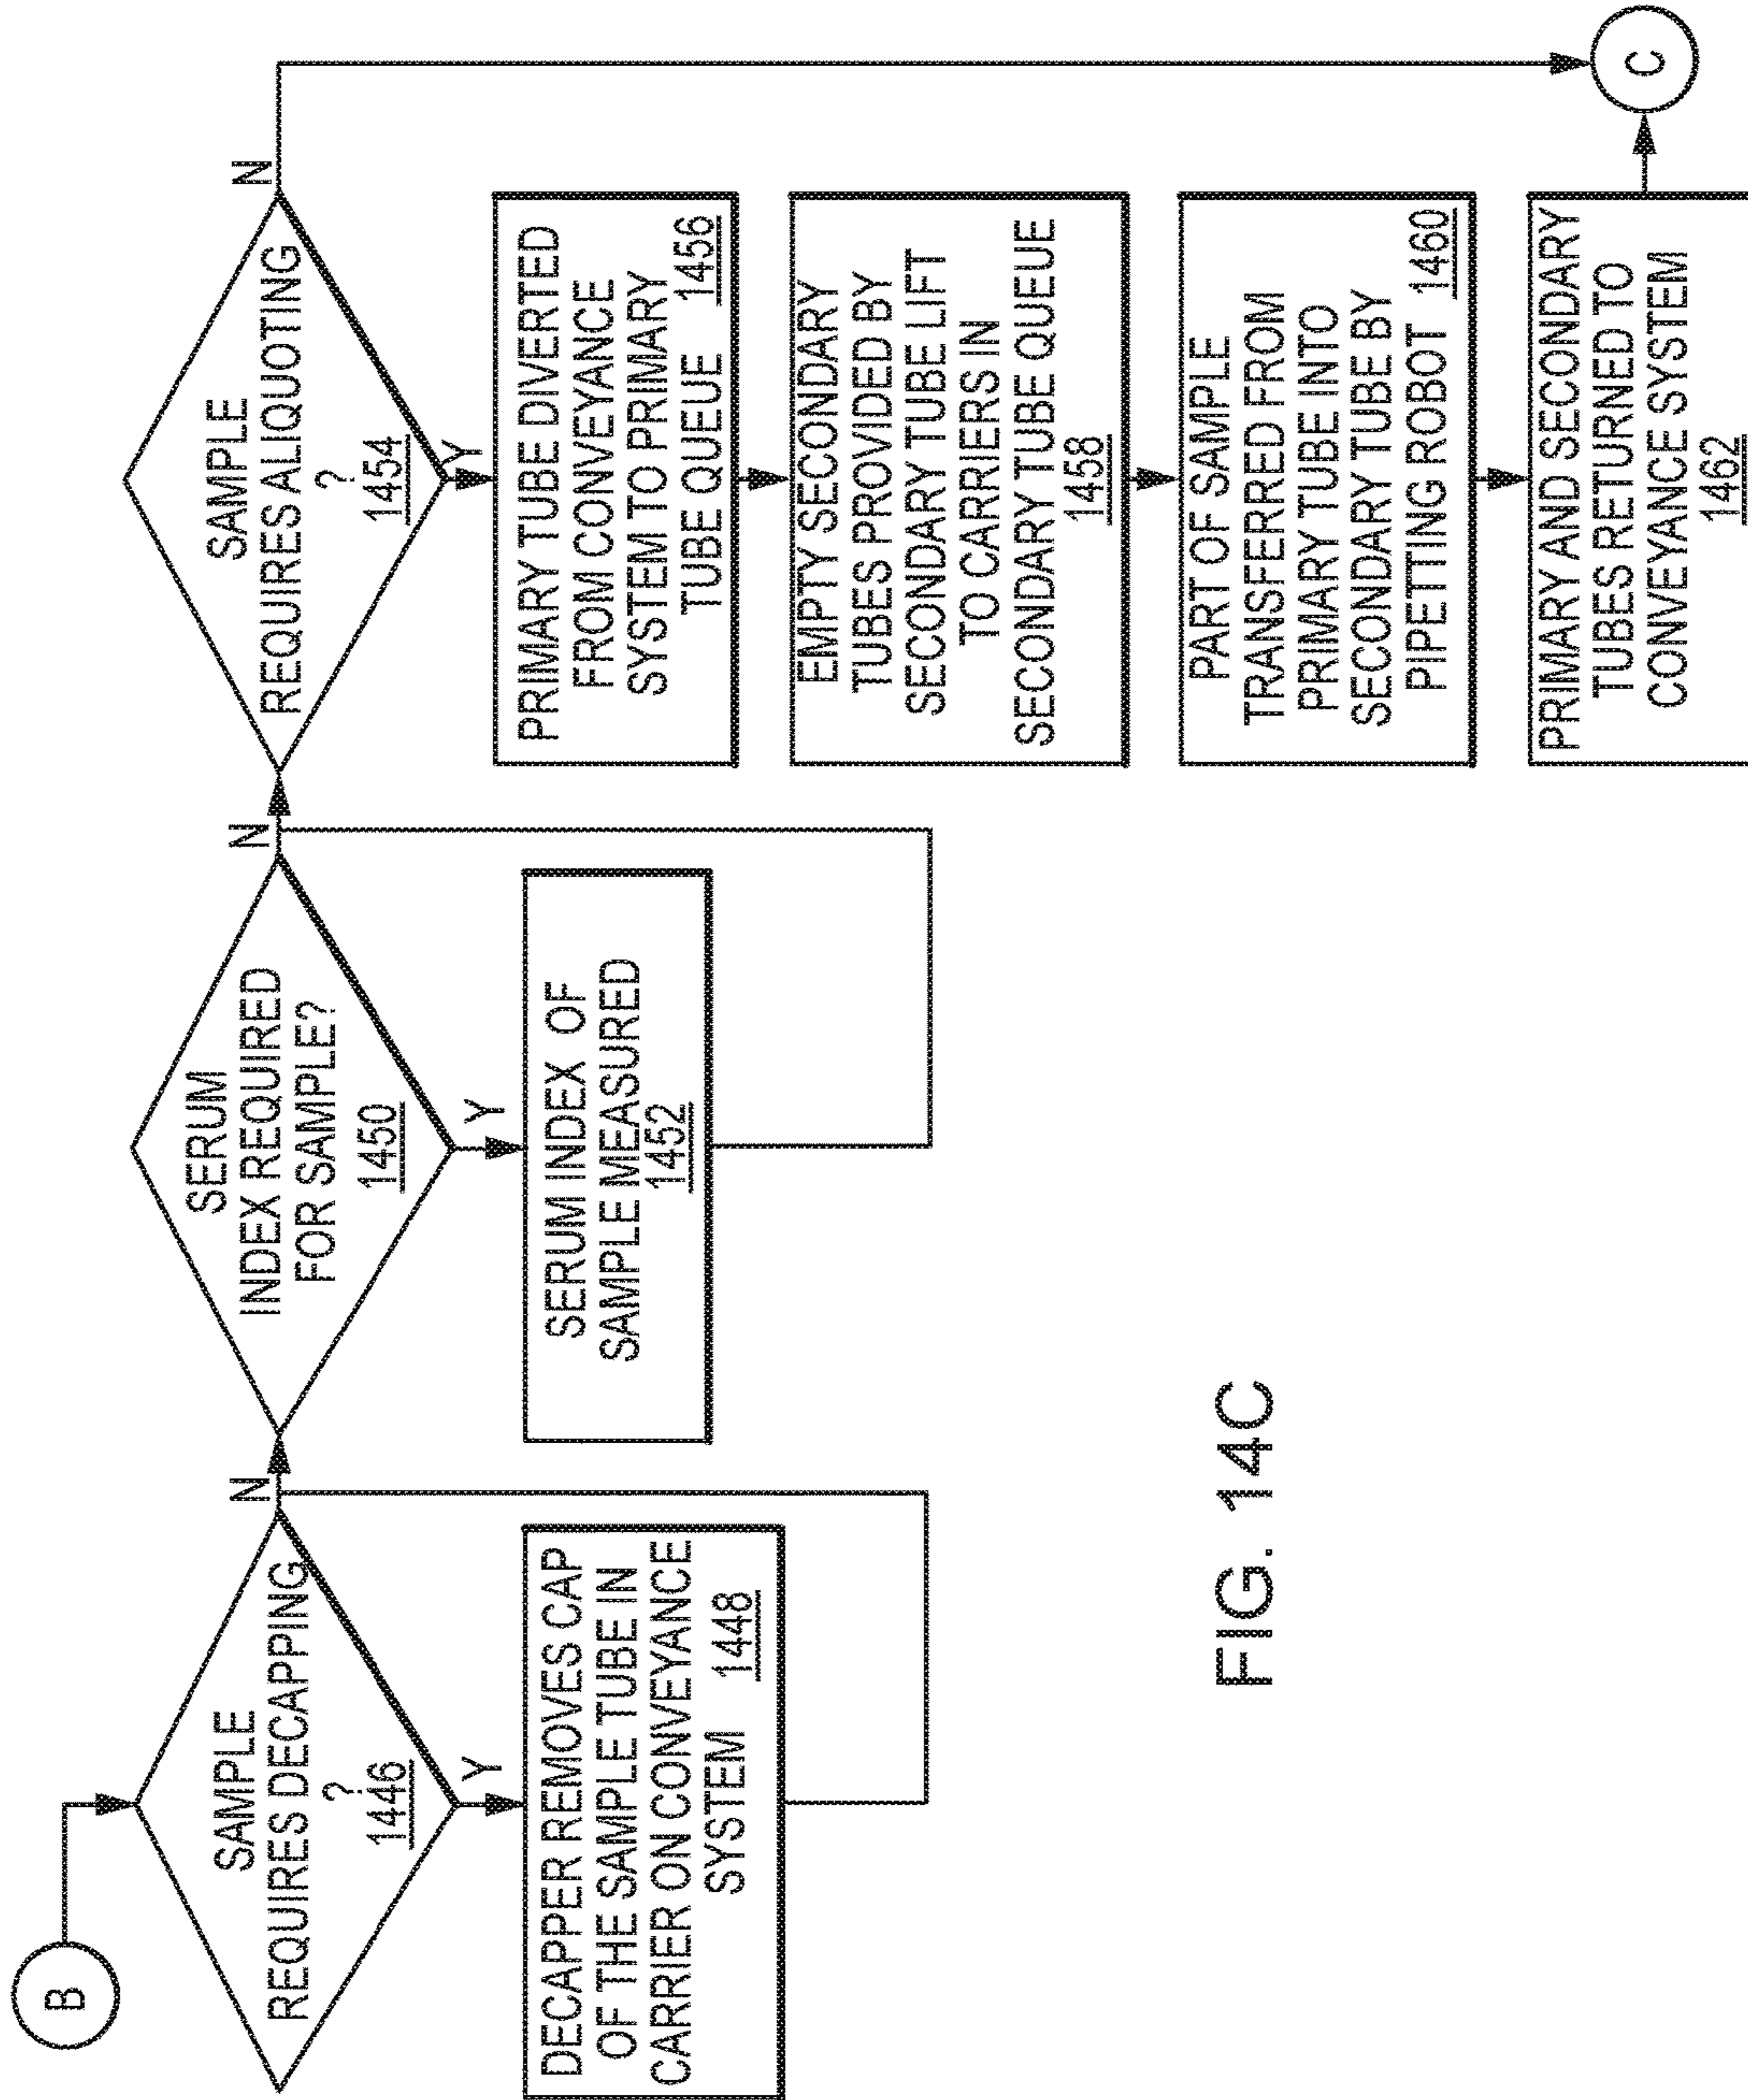 B
SAMPLE
REQUIRES DECAPPING
?
1446
N
Y
DECAPPER REMOVES CAP
OF THE SAMPLE TUBE IN
CARRIER ON CONVEYANCE
SYSTEM 1448
SERUM
INDEX REQUIRED
FOR SAMPLE?
1450
N
Y
SERUM INDEX OF
SAMPLE MEASURED
1452
SAMPLE
REQUIRES ALIQUOTING
?
1454
N
Y
PRIMARY TUBE DIVERTED
FROM CONVEYANCE
SYSTEM TO PRIMARY
TUBE QUEUE 1456
EMPTY SECONDARY
TUBES PROVIDED BY
SECONDARY TUBE LIFT
TO CARRIERS IN
SECONDARY TUBE QUEUE
1458
PART OF SAMPLE
TRANSFERRED FROM
PRIMARY TUBE INTO
SECONDARY TUBE BY
PIPETTING ROBOT 1460
PRIMARY AND SECONDARY
TUBES RETURNED TO
CONVEYANCE SYSTEM
1462
C
FIG. 14C